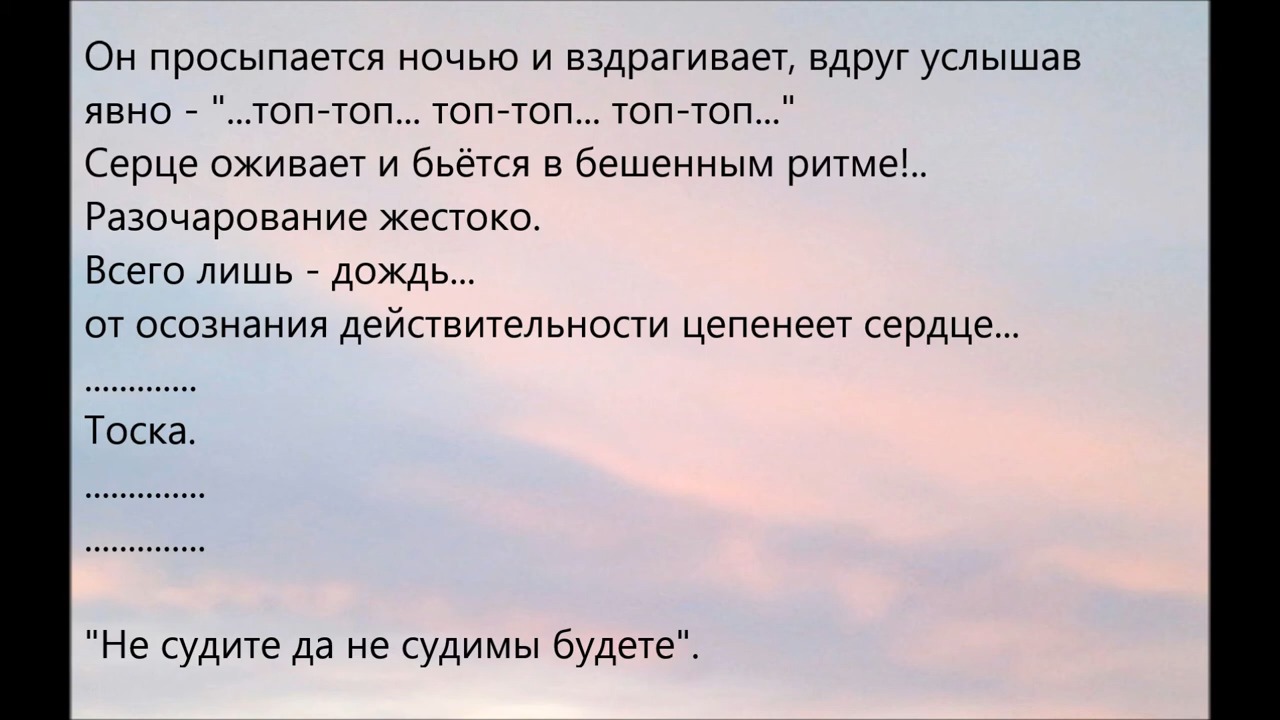 Он просыпается ночью и вздрагивает, вдруг услышав
явно - "...топ-топ... топ-топ... топ-топ..."
Серце оживает и бьётся в бешенным ритме!..
Разочарование жестоко.
Всего лишь - дождь...
от осознания действительности цепенеет сердце...
.............
Тоска.
..............
..............
"Не судите да не судимы будете".